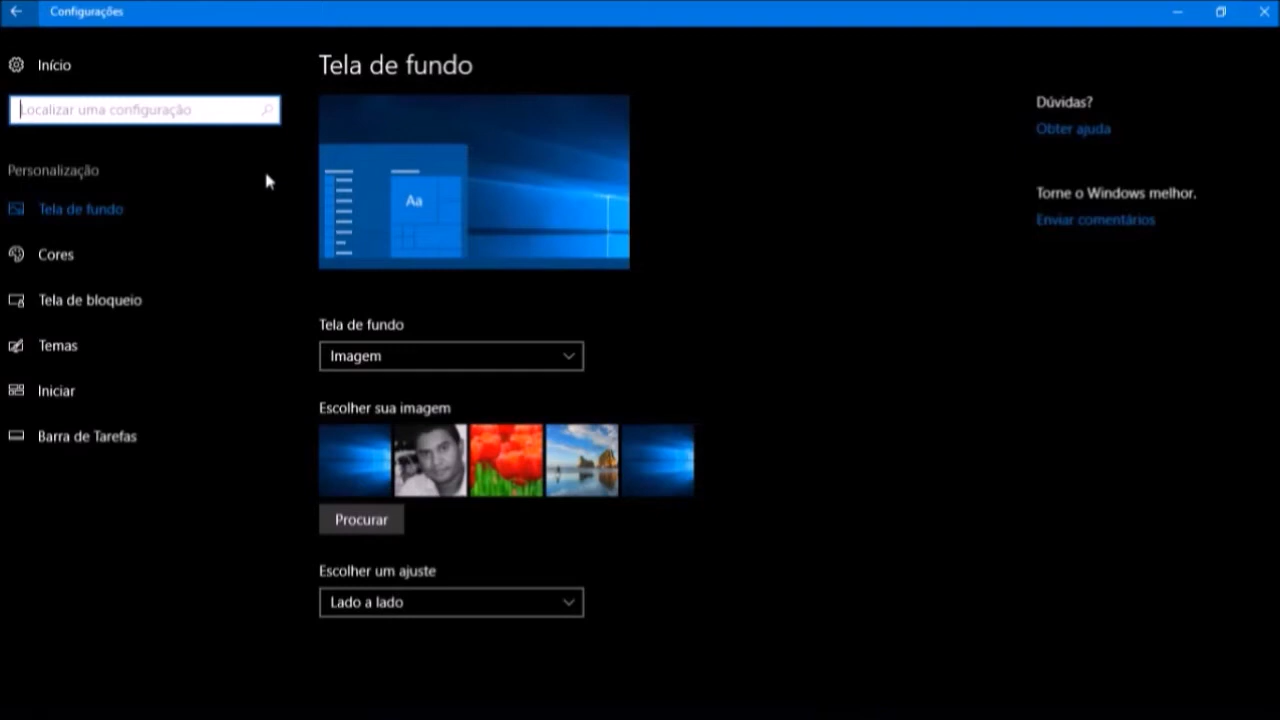 Configurações
Início
Localizar uma configuração
Personalização
Tela de fundo
Cores
Tela de bloqueio
Temas
Iniciar
Barra de Tarefas
Tela de fundo
Aa
Tela de fundo
Imagem
Escolher sua imagem
Procurar
Escolher um ajuste
Lado a lado
Dúvidas?
Obter ajuda
Torne o Windows melhor.
Enviar comentários